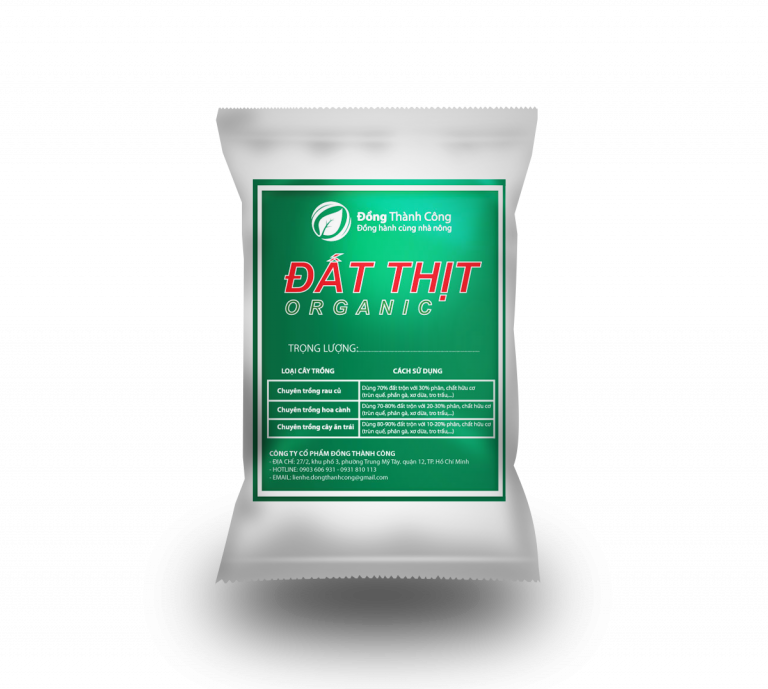 Đồng Thành Công
Đồng hành cùng nhà nông
ĐẤT THỊT
ORGANIC
TRỌNG LƯỢNG:
LOẠI CÂY TRỒNG CÁCH SỬ DỤNG
Chuyên trồng rau củ Dùng 70% đất trộn với 30% phân, chất hữu cơ
(trùn quế, phân gà, xơ dừa, tro trấu,...)
Chuyên trồng hoa cảnh Dùng 70-80% đất trộn với 20-30% phân, chất hữu cơ
(trùn quế, phân gà, xơ dừa, tro trấu,...)
Chuyên trồng cây ăn trái Dùng 80-90% đất trộn với 10-20% phân, chất hữu cơ
(trùn quế, phân gà, xơ dừa, tro trấu,...)
CÔNG TY CỔ PHẨM ĐỒNG THÀNH CÔNG
- ĐỊA CHỈ: 27/2, khu phố 3, phường Trung Mỹ Tây, quận 12, TP. Hồ Chí Minh
- HOTLINE: 0903 606 931 - 0931 810 113
- EMAIL: lienhe.dongthanhcong@gmail.com